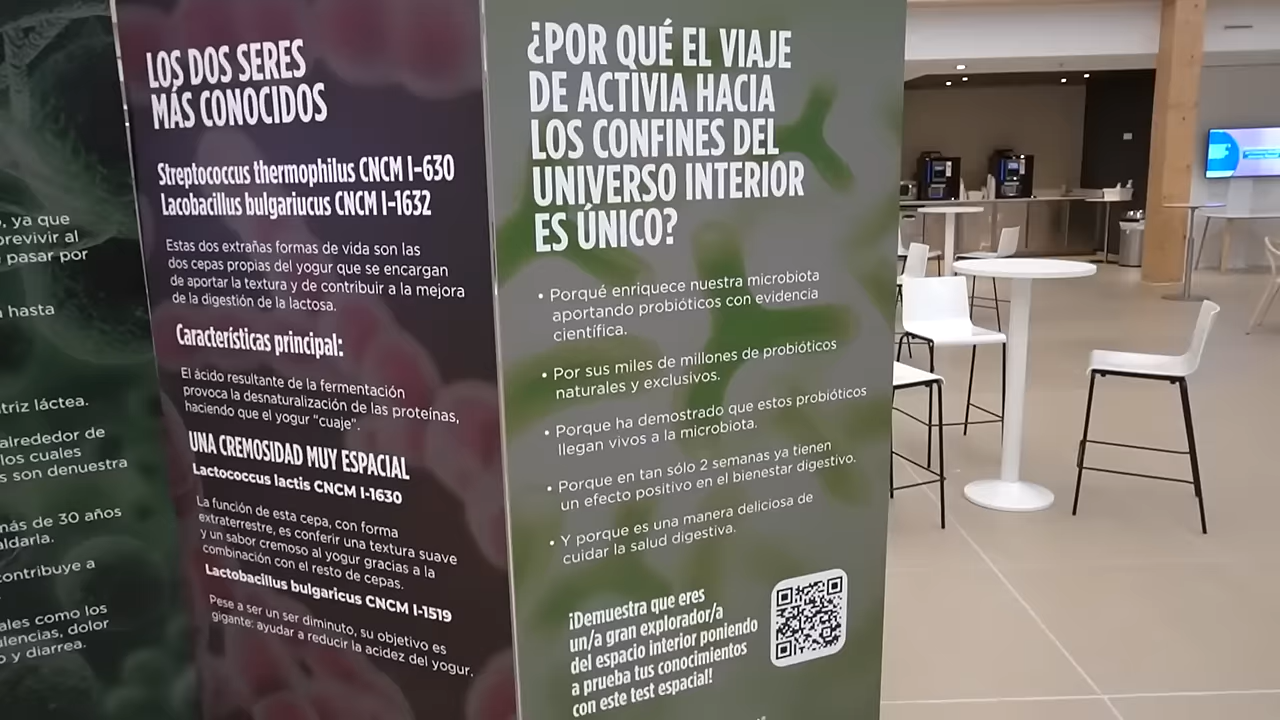 , ya que
revivir al
pasar por
hasta
triz láctea.
alrededor de
los cuales
s son denuestra
más de 30 años
aldarla.
contribuye a
ales como los
ulencias, dolor
o y diarrea.
LOS DOS SERES
MÁS CONOCIDOS
Streptococcus thermophilus CNCM I-630
Lacobacillus bulgariucus CNCM I-1632
Estas dos extrañas formas de vida son las
dos cepas propias del yogur que se encargan
de aportar la textura y de contribuir a la mejora
de la digestión de la lactosa.
Características principal:
El ácido resultante de la fermentación
provoca la desnaturalización de las proteínas,
haciendo que el yogur "cuaje".
UNA CREMOSIDAD MUY ESPACIAL
Lactococcus lactis CNCM I-1630
La función de esta cepa, con forma
extraterrestre, es conferir una textura suave
y un sabor cremoso al yogur gracias a la
combinación con el resto de cepas.
Lactobacillus bulgaricus CNCM I-1519
Pese a ser un ser diminuto, su objetivo es
gigante: ayudar a reducir la acidez del yogur.
¿POR QUÉ EL VIAJE
DE ACTIVIA HACIA
LOS CONFINES DEL
UNIVERSO INTERIOR
ES ÚNICO?
• Porqué enriquece nuestra microbiota
aportando probióticos con evidencia
científica.
• Por sus miles de millones de probióticos
naturales y exclusivos.
• Porque ha demostrado que estos probióticos
llegan vivos a la microbiota.
• Porque en tan sólo 2 semanas ya tienen
un efecto positivo en el bienestar digestivo.
• Y porque es una manera deliciosa de
cuidar la salud digestiva.
¡Demuestra que eres
un/a gran explorador/a
del espacio interior poniendo
a prueba tus conocimientos
con este test espacial!